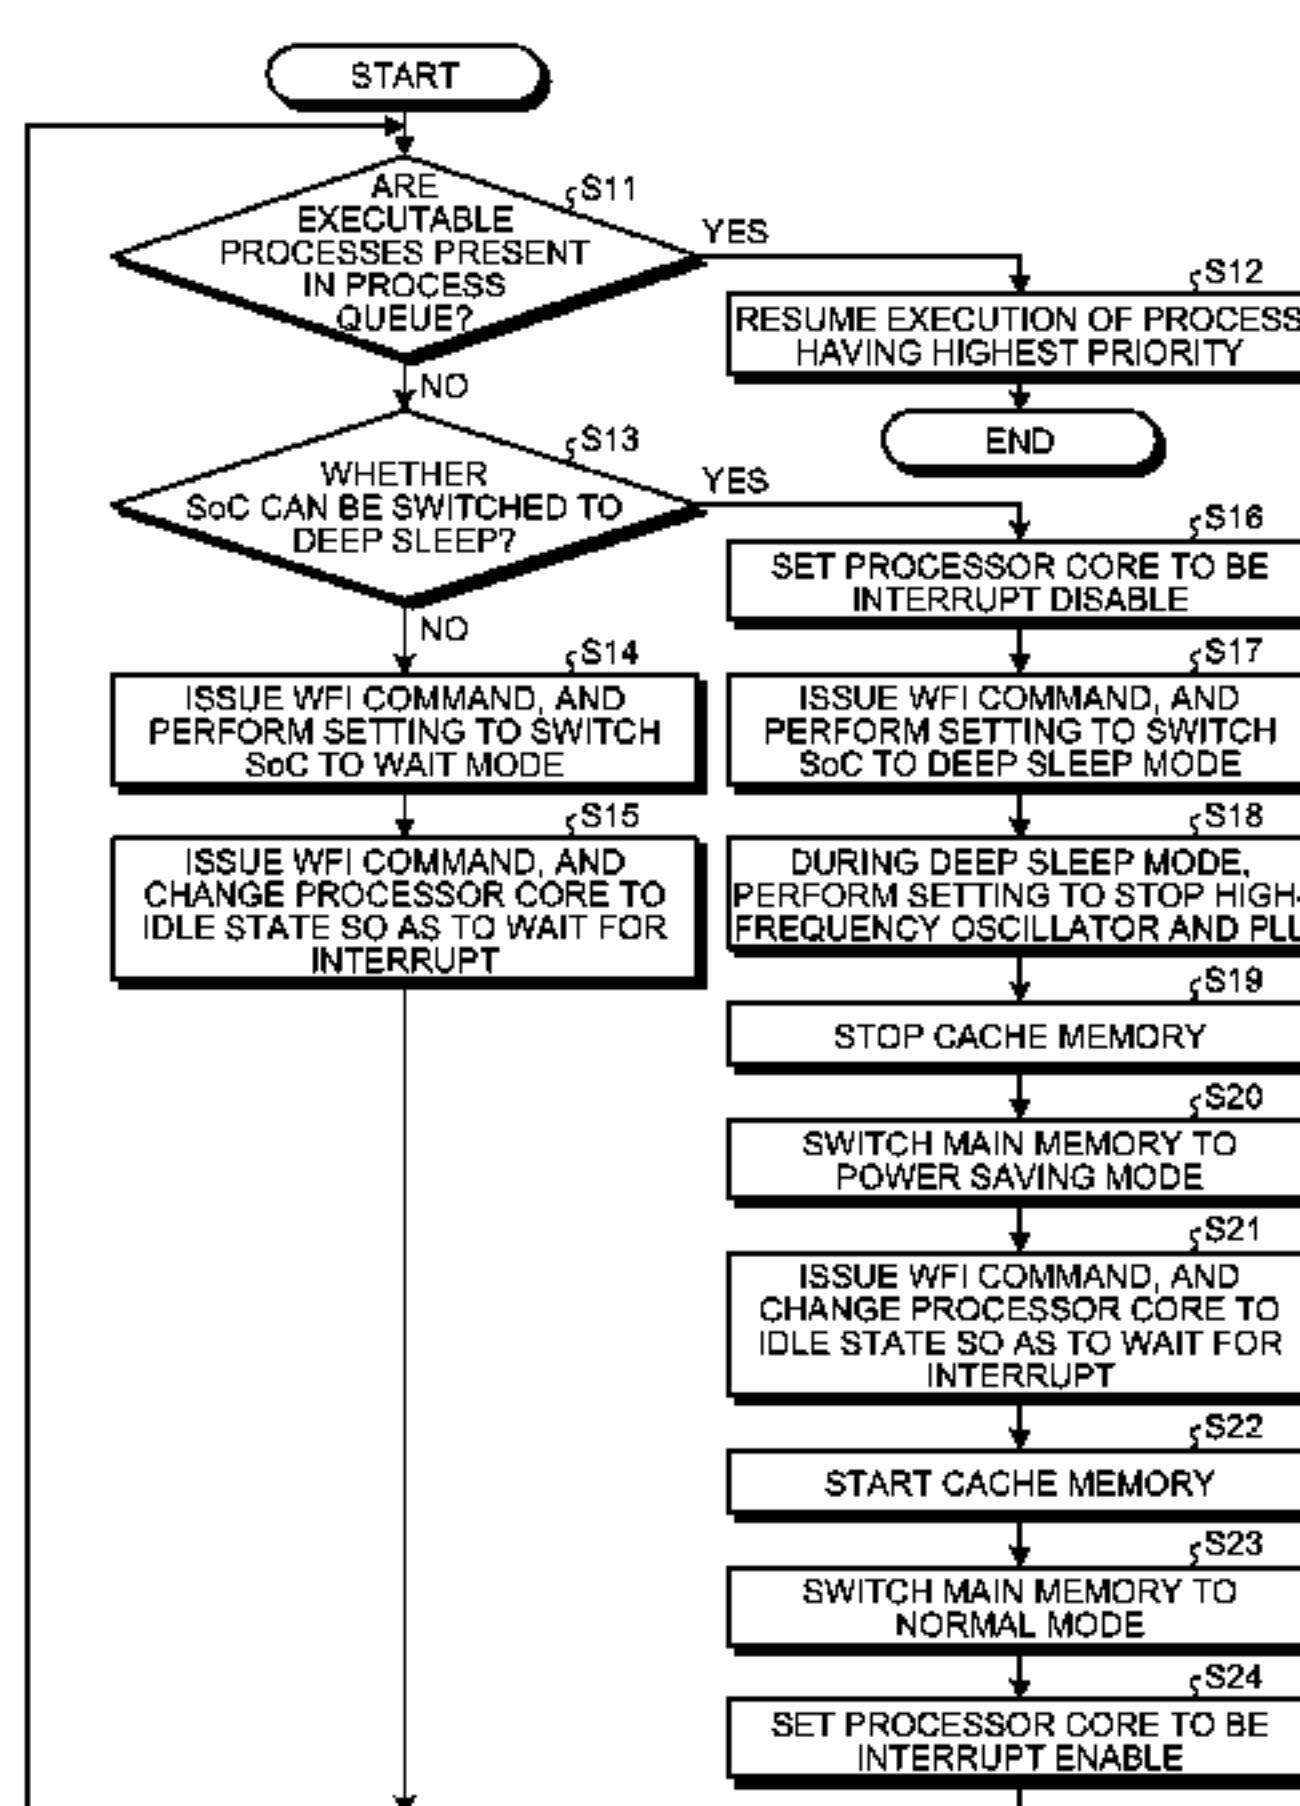 START
S11
ARE
EXECUTABLE
PROCESSES PRESENT
IN PROCESS
QUEUE?
YES
NO
S12
RESUME EXECUTION OF PROCESS
HAVING HIGHEST PRIORITY
END
S13
WHETHER
SoC CAN BE SWITCHED TO
DEEP SLEEP?
YES
NO
S14
ISSUE WFI COMMAND, AND
PERFORM SETTING TO SWITCH
SoC TO WAIT MODE
S15
ISSUE WFI COMMAND, AND
CHANGE PROCESSOR CORE TO
IDLE STATE SO AS TO WAIT FOR
INTERRUPT
S16
SET PROCESSOR CORE TO BE
INTERRUPT DISABLE
S17
ISSUE WFI COMMAND, AND
PERFORM SETTING TO SWITCH
SoC TO DEEP SLEEP MODE
S18
DURING DEEP SLEEP MODE,
PERFORM SETTING TO STOP HIGH-
FREQUENCY OSCILLATOR AND PLL
S19
STOP CACHE MEMORY
S20
SWITCH MAIN MEMORY TO
POWER SAVING MODE
S21
ISSUE WFI COMMAND, AND
CHANGE PROCESSOR CORE TO
IDLE STATE SO AS TO WAIT FOR
INTERRUPT
S22
START CACHE MEMORY
S23
SWITCH MAIN MEMORY TO
NORMAL MODE
S24
SET PROCESSOR CORE TO BE
INTERRUPT ENABLE